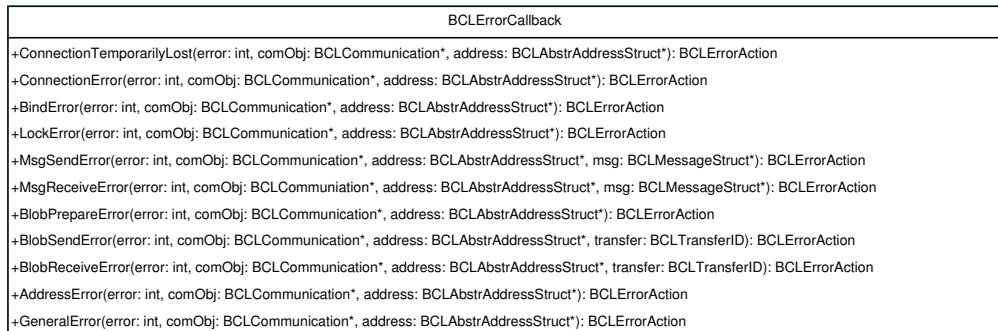 BCLErrorCallback
+ConnectionTemporarilyLost(error: int, comObj: BCLCommunication*, address: BCLAbstrAddressStruct*): BCLErrorAction
+ConnectionError(error: int, comObj: BCLCommunication*, address: BCLAbstrAddressStruct*): BCLErrorAction
+BindError(error: int, comObj: BCLCommunication*, address: BCLAbstrAddressStruct*): BCLErrorAction
+LockError(error: int, comObj: BCLCommunication*, address: BCLAbstrAddressStruct*): BCLErrorAction
+MsgSendError(error: int, comObj: BCLCommunication*, address: BCLAbstrAddressStruct*, msg: BCLMessageStruct*): BCLErrorAction
+MsgReceiveError(error: int, comObj: BCLCommuniation*, address: BCLAbstrAddressStruct*, msg: BCLMessageStruct*): BCLErrorAction
+BlobPrepareError(error: int, comObj: BCLCommunication*, address: BCLAbstrAddressStruct*): BCLErrorAction
+BlobSendError(error: int, comObj: BCLCommunication*, address: BCLAbstrAddressStruct*, transfer: BCLTransferID): BCLErrorAction
+BlobReceiveError(error: int, comObj: BCLCommunication*, address: BCLAbstrAddressStruct*, transfer: BCLTransferID): BCLErrorAction
+AddressError(error: int, comObj: BCLCommunication*, address: BCLAbstrAddressStruct*): BCLErrorAction
+GeneralError(error: int, comObj: BCLCommunication*, address: BCLAbstrAddressStruct*): BCLErrorAction